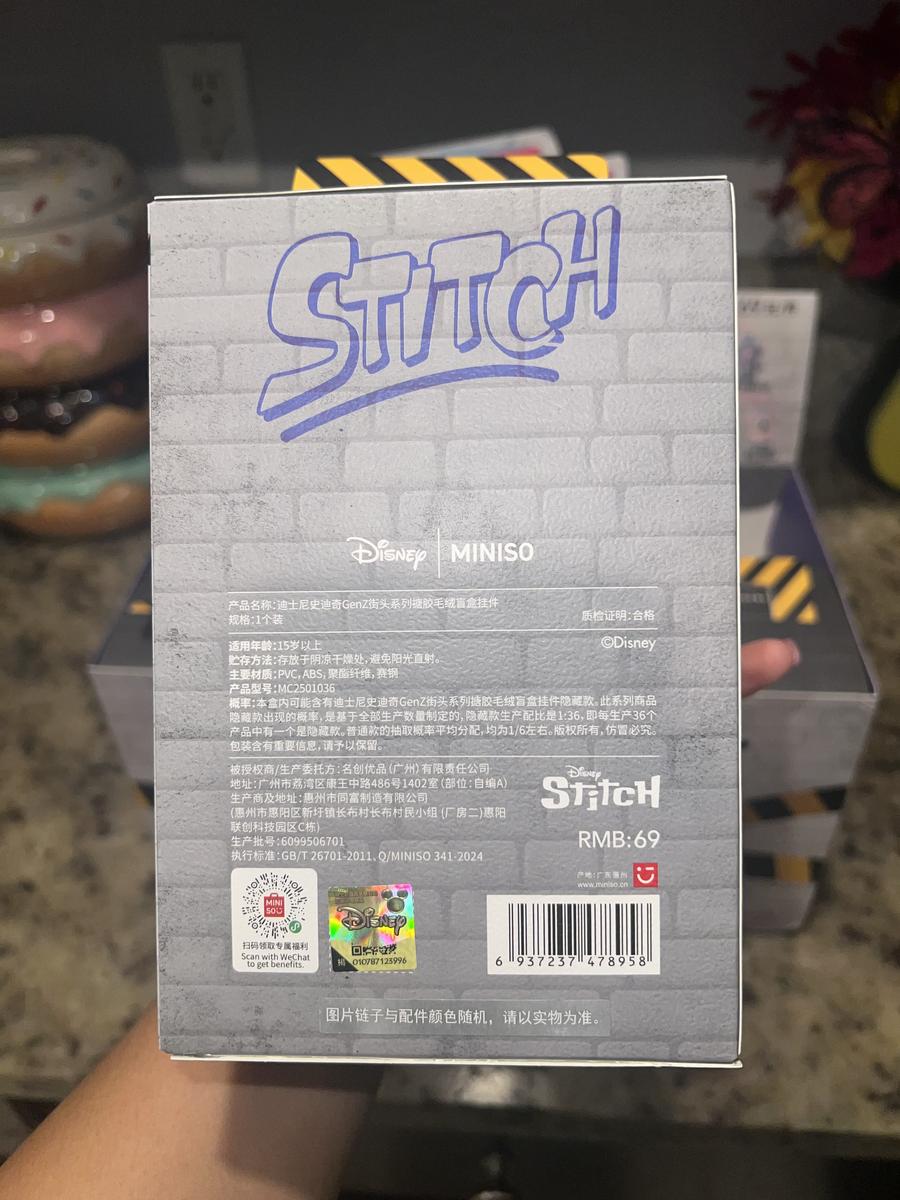 STITCH
Disney | MINISO
产品名称:迪士尼史迪奇GenZ街头系列搪胶毛绒盲盒挂件
规格:1个装
质检证明:合格
适用年龄:15岁以上
©Disney
贮存方法:存放于阴凉干燥处,避免阳光直射。
主要材质:PVC,ABS,聚酯纤维,赛钢
产品型号:MC2501036
概率:本盒内可能含有迪士尼史迪奇GenZ街头系列搪胶毛绒盲盒挂件隐藏款。此系列商品
隐藏款出现的概率,是基于全部生产数量制定的,隐藏款生产配比是1:36,即每生产36个
产品中有一个是隐藏款。普通款的抽取概率平均分配,均为1/6左右。版权所有,仿冒必究。
包装含有重要信息,请予以保留。
被授权商/生产委托方:名创优品(广州)有限责任公司
地址:广州市荔湾区康王中路486号1402室(部位:自编A)
生产商及地址:惠州市同富制造有限公司
(惠州市惠阳区新圩镇长布村长布村民小组 (厂房二)惠阳
联创科技园区C栋)
生产批号:6099506701
执行标准:GB/T 26701-2011、Q/MINISO 341-2024
Disney
Stitch
RMB:69
产地:广东惠州
www.miniso.cn
MINI
SO
扫码领取专属福利
Scan with WeChat
to get benefits.
Disney
010787123996
6 937237 478958
图片链子与配件颜色随机，请以实物为准。